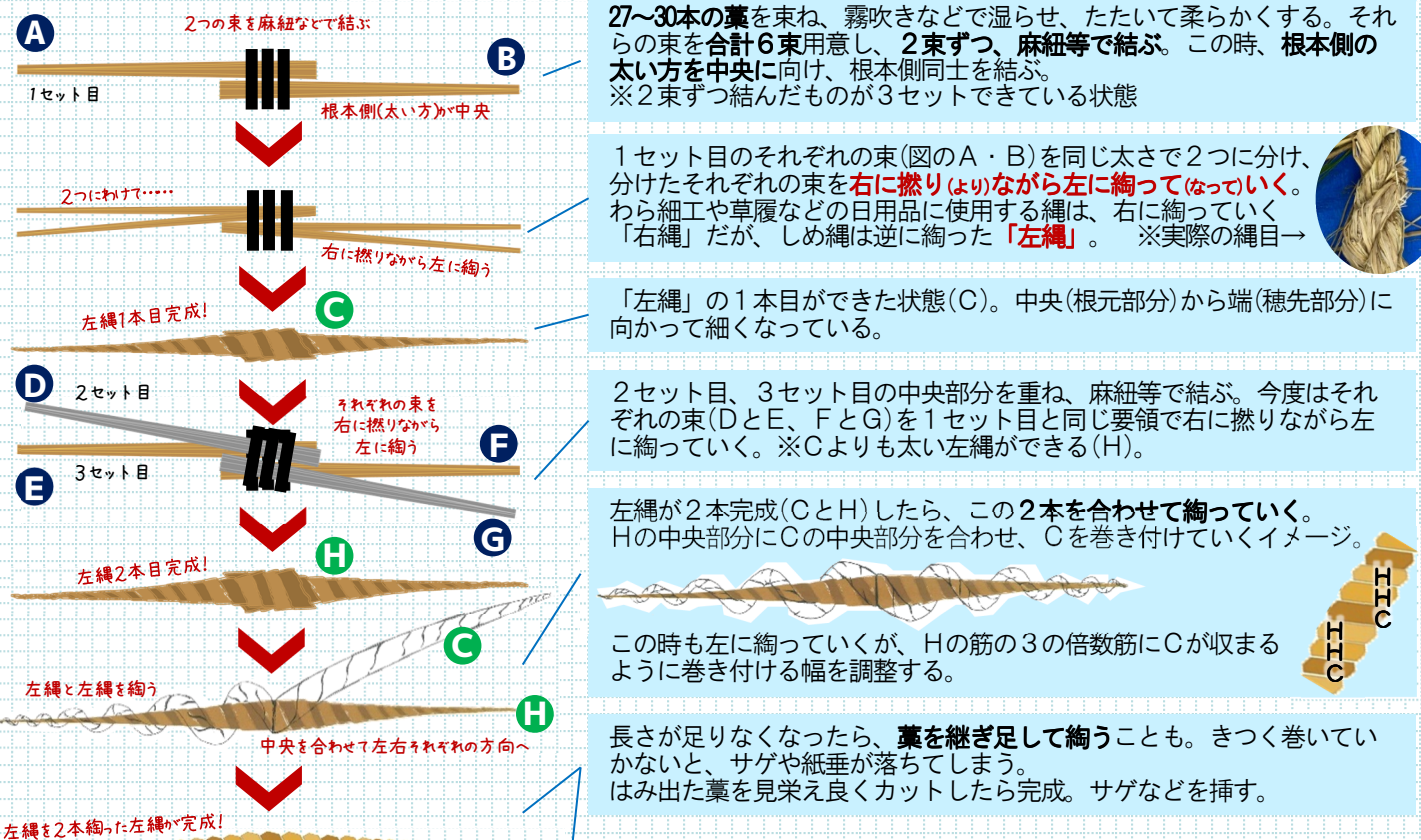 A
2つの束を麻紐などで結ぶ
B
1セット目
根本側(太い方)が中央
27～30本の藁を束ね、霧吹きなどで湿らせ、たたいて柔らかくする。それ
らの束を合計６束用意し、２束ずつ、麻紐等で結ぶ。この時、根本側の
太い方を中央に向け、根本側同士を結ぶ。
※２束ずつ結んだものが３セットできている状態
2つにわけて……
右に撚りながら左に綯う
１セット目のそれぞれの束(図のＡ・Ｂ)を同じ太さで２つに分け、
分けたそれぞれの束を右に撚り(より)ながら左に綯って(なって)いく。
わら細工や草履などの日用品に使用する縄は、右に綯っていく
「右縄」だが、しめ縄は逆に綯った「左縄」。　※実際の縄目→
左縄1本目完成!
C
「左縄」の１本目ができた状態(Ｃ)。中央(根元部分)から端(穂先部分)に
向かって細くなっている。
D
2セット目
それぞれの束を
右に撚りながら
左に綯う
E
3セット目
F
G
２セット目、３セット目の中央部分を重ね、麻紐等で結ぶ。今度はそれ
ぞれの束(ＤとＥ、ＦとＧ)を１セット目と同じ要領で右に撚りながら左
に綯っていく。※Ｃよりも太い左縄ができる(Ｈ)。
左縄2本目完成!
H
左縄が２本完成(ＣとＨ)したら、この２本を合わせて綯っていく。
Ｈの中央部分にＣの中央部分を合わせ、Ｃを巻き付けていくイメージ。
H
H
C
H
H
C
この時も左に綯っていくが、Ｈの筋の３の倍数筋にＣが収まる
ように巻き付ける幅を調整する。
C
左縄と左縄を綯う
H
中央を合わせて左右それぞれの方向へ
長さが足りなくなったら、藁を継ぎ足して綯うことも。きつく巻いてい
かないと、サゲや紙垂が落ちてしまう。
はみ出た藁を見栄え良くカットしたら完成。サゲなどを挿す。
左縄を2本綯った左縄が完成!